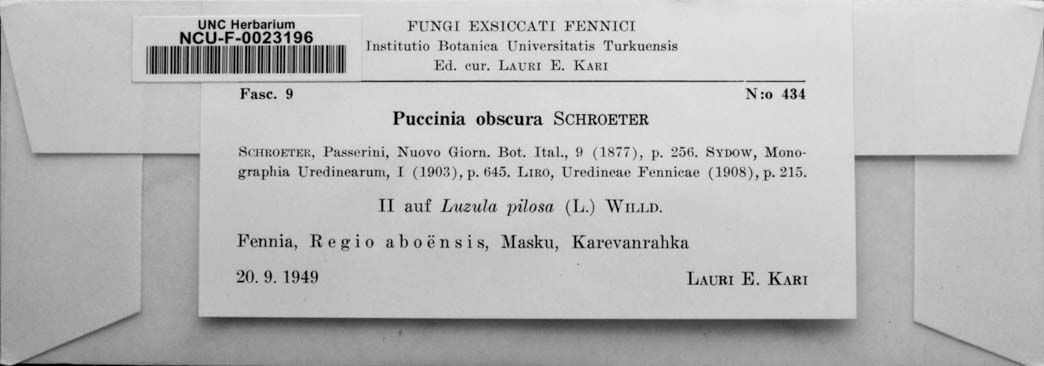 UNC Herbarium
NCU-F-0023196
FUNGI EXSICCATI FENNICI
Institutio Botanica Universitatis Turkuensis
Ed. cur. LAURI E. KARI
Fasc. 9 N:o 434
Puccinia obscura SCHROETER
SCHROETER, Passerini, Nuovo Giorn. Bot. Ital., 9 (1877), p. 256. SYDOW, Mono-
graphia Uredinearum, I (1903), p. 645. LIRO, Uredineae Fennicae (1908), p. 215.
II auf Luzula pilosa (L.) WILLD.
Fennia, Regio aboënsis, Masku, Karevanrahka
20. 9. 1949 LAURI E. KARI